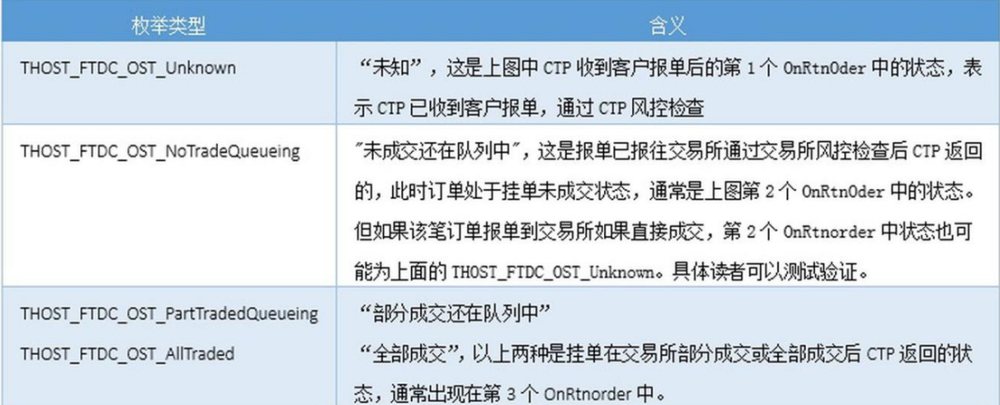 枚举类型 含义
THOST_FTDC_OST_Unknown “未知”，这是上图中 CTP 收到客户报单后的第 1 个 OnRtnOder 中的状态，表
示 CTP 已收到客户报单，通过 CTP 风控检查
THOST_FTDC_OST_NoTradeQueueing "未成交还在队列中"，这是报单已报往交易所通过交易所风控检查后 CTP 返回
的，此时订单处于挂单未成交状态，通常是上图第 2 个 OnRtnOder 中的状态。
但如果该笔订单报单到交易所如果直接成交，第 2 个 OnRtnorder 中状态也可
能为上面的 THOST_FTDC_OST_Unknown。具体读者可以测试验证。
THOST_FTDC_OST_PartTradedQueueing “部分成交还在队列中”
THOST_FTDC_OST_AllTraded “全部成交”，以上两种是挂单在交易所部分成交或全部成交后 CTP 返回的状
态，通常出现在第 3 个 OnRtnorder 中。